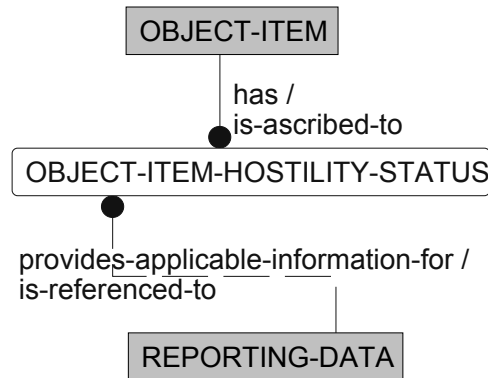 OBJECT-ITEM
has /
is-ascribed-to
OBJECT-ITEM-HOSTILITY-STATUS
provides-applicable-information-for /
is-referenced-to
REPORTING-DATA